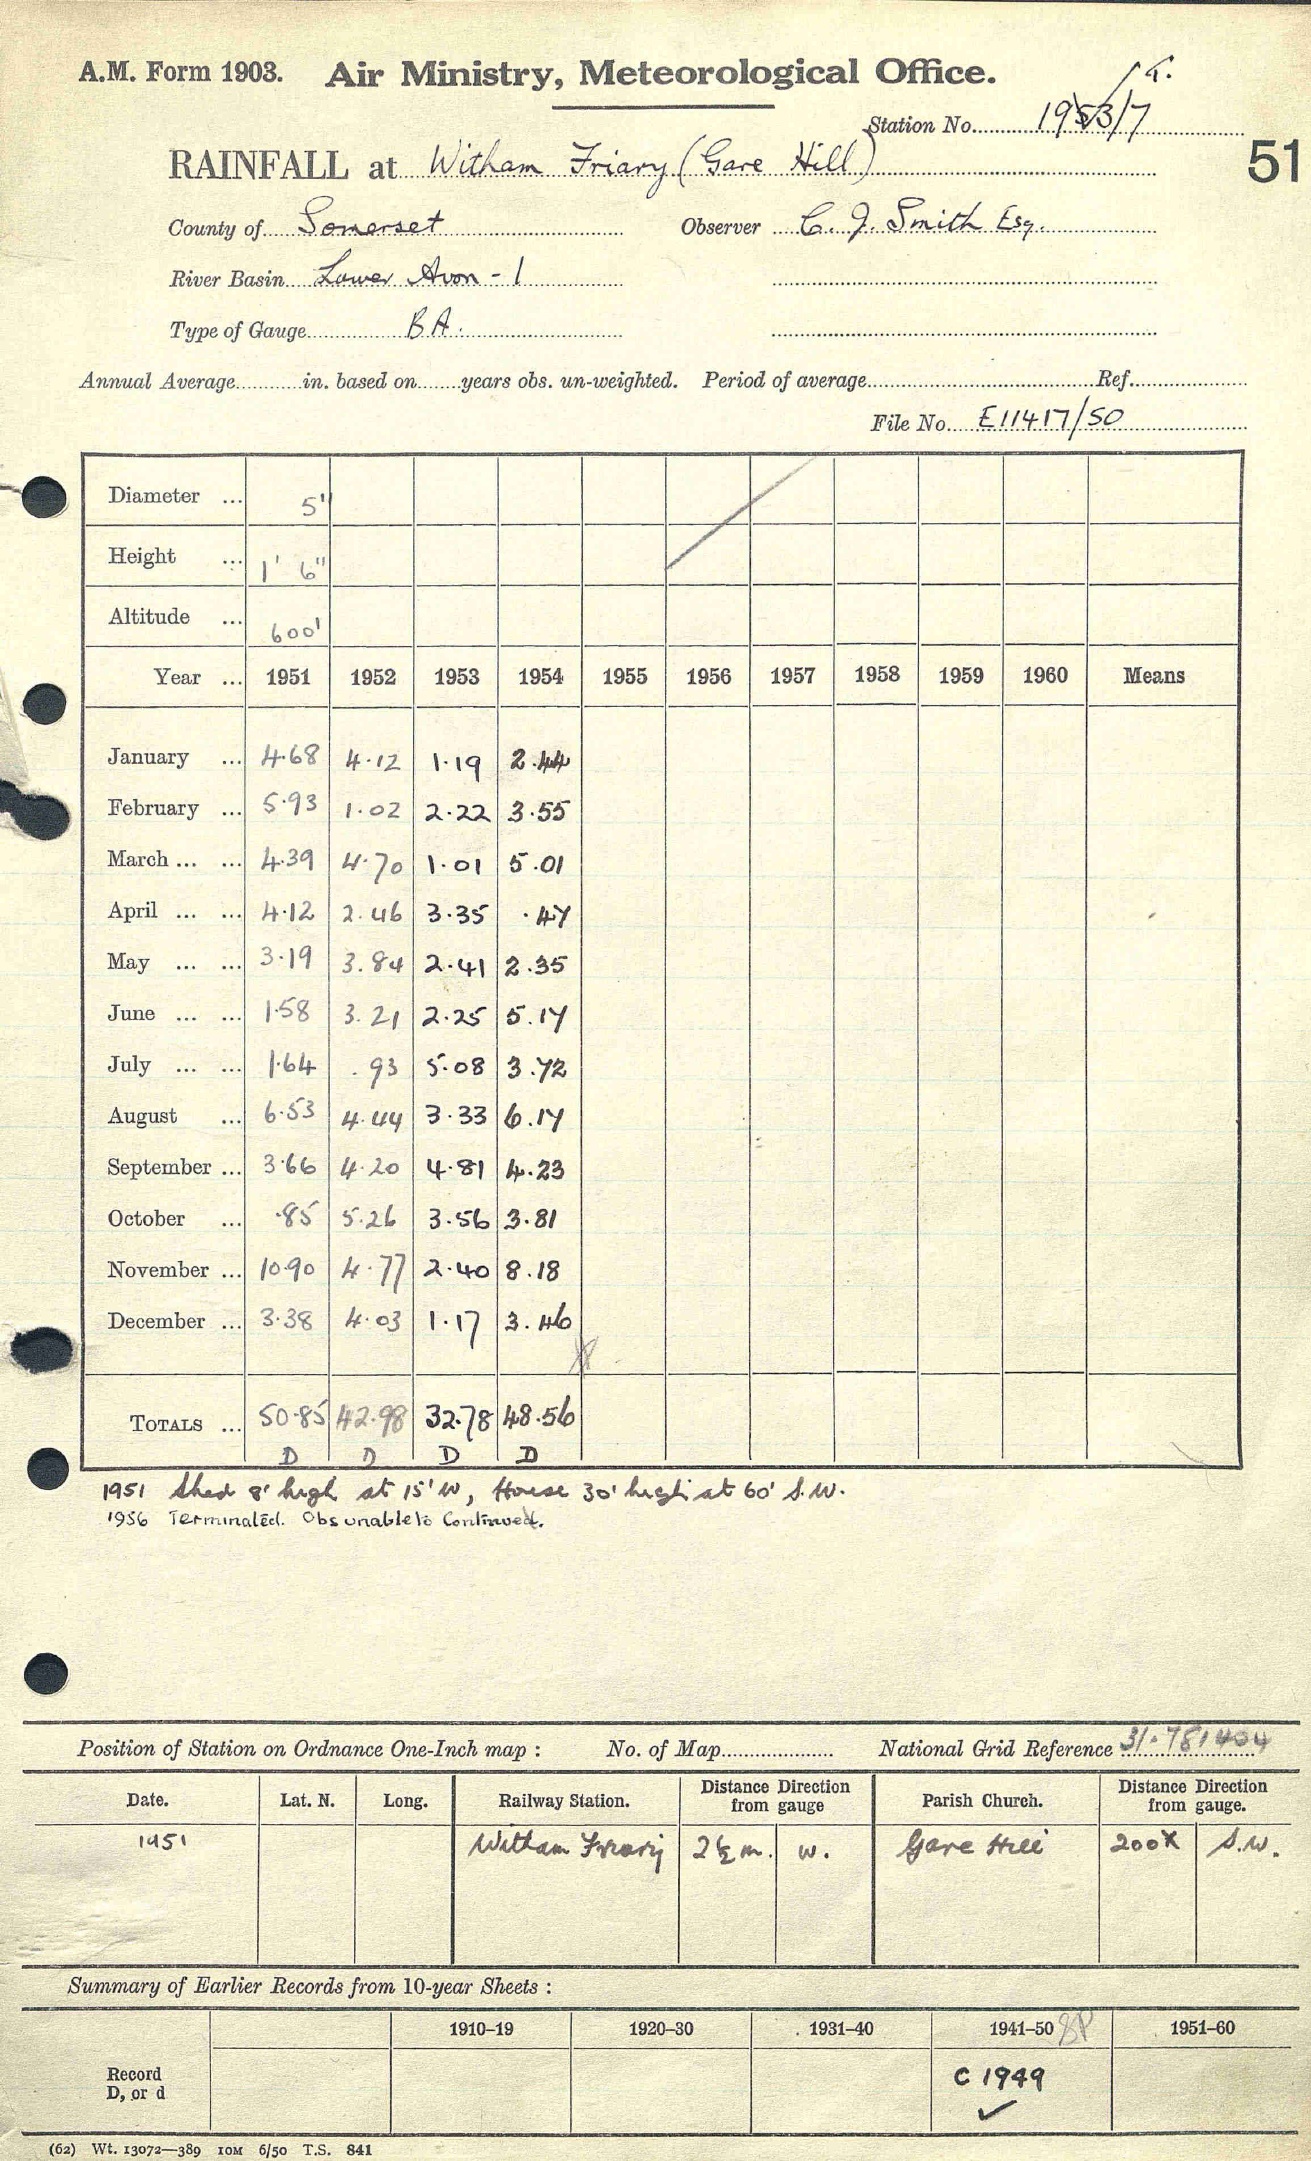 A.M. Form 1903. Air Ministry, Meteorological Office.
Station No. 1953/7
51
RAINFALL at Witham Friary (Gare Hill)
County of Somerset Observer C. J. Smith Esq.
River Basin Lower Avon - 1
Type of Gauge BA.
Annual Average in. based on years obs. un-weighted. Period of average Ref.
File No. E11417/50
Diameter ... 5"
Height ... 1' 6"
Altitude ... 600'
Year ... 1951 1952 1953 1954 1955 1956 1957 1958 1959 1960 Means
January ... 4.68 4.12 1.19 2.44
February ... 5.93 1.02 2.22 3.55
March ... ... 4.39 4.70 1.01 5.01
April ... ... 4.12 2.46 3.35 .47
May ... ... 3.19 3.84 2.41 2.35
June ... ... 1.58 3.21 2.25 5.17
July ... ... 1.64 .93 5.08 3.72
August ... 6.53 4.44 3.33 6.17
September ... 3.66 4.20 4.81 4.23
October ... .85 5.26 3.56 3.81
November ... 10.90 4.77 2.40 8.18
December ... 3.38 4.03 1.17 3.46
TOTALS ... 50.85 42.98 32.78 48.56
D D D D
1951 Shed 8' high at 15' W, House 30' high at 60' S.W.
1956 Terminated. Obs unable to Continued.
Position of Station on Ordnance One-Inch map : No. of Map National Grid Reference 31.781404
Date. Lat. N. Long. Railway Station. Distance Direction from gauge Parish Church. Distance Direction from gauge.
1951 Witham Friary 2½ m. W. Gare Hill 200x S.W.
Summary of Earlier Records from 10-year Sheets :
1910–19 1920–30 1931–40 1941–50 1951–60
Record
D, or d
C 1949
(62) Wt. 13072—389 10M 6/50 T.S. 841